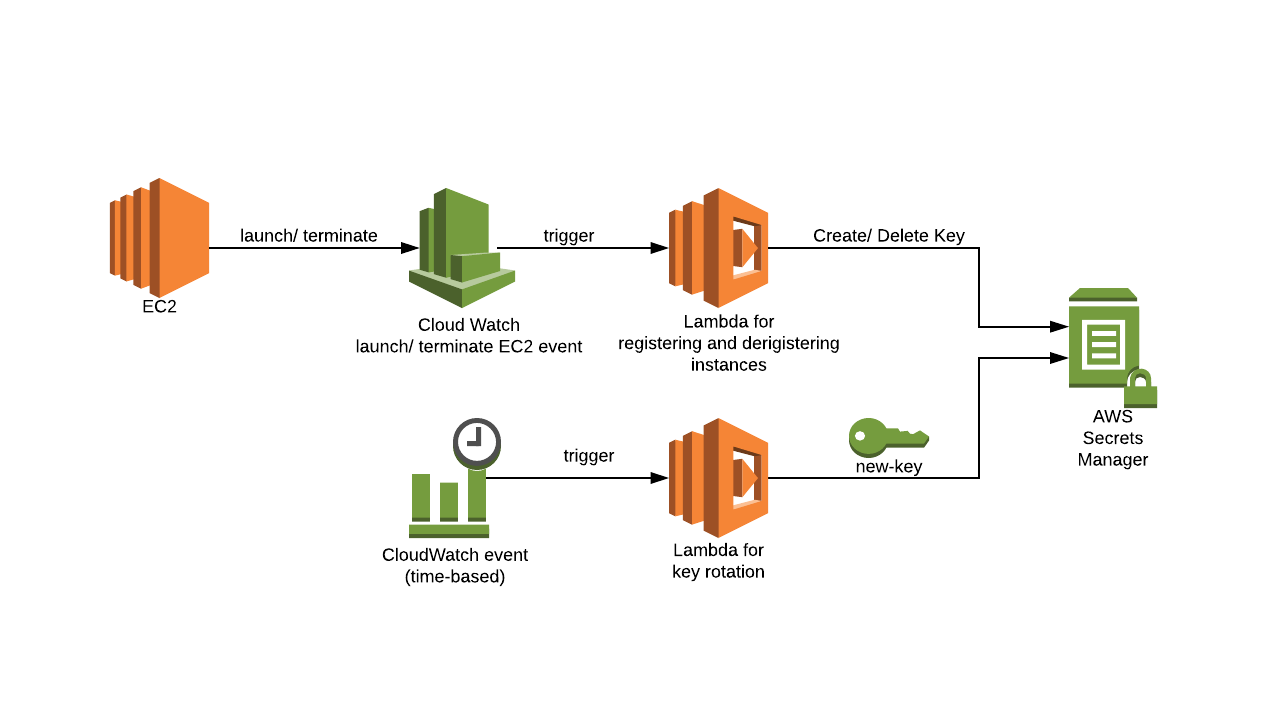 launch/ terminate
trigger
Create/ Delete Key
EC2
Cloud Watch
launch/ terminate EC2 event
Lambda for
registering and derigistering
instances
AWS
Secrets
Manager
trigger
new-key
CloudWatch event
(time-based)
Lambda for
key rotation